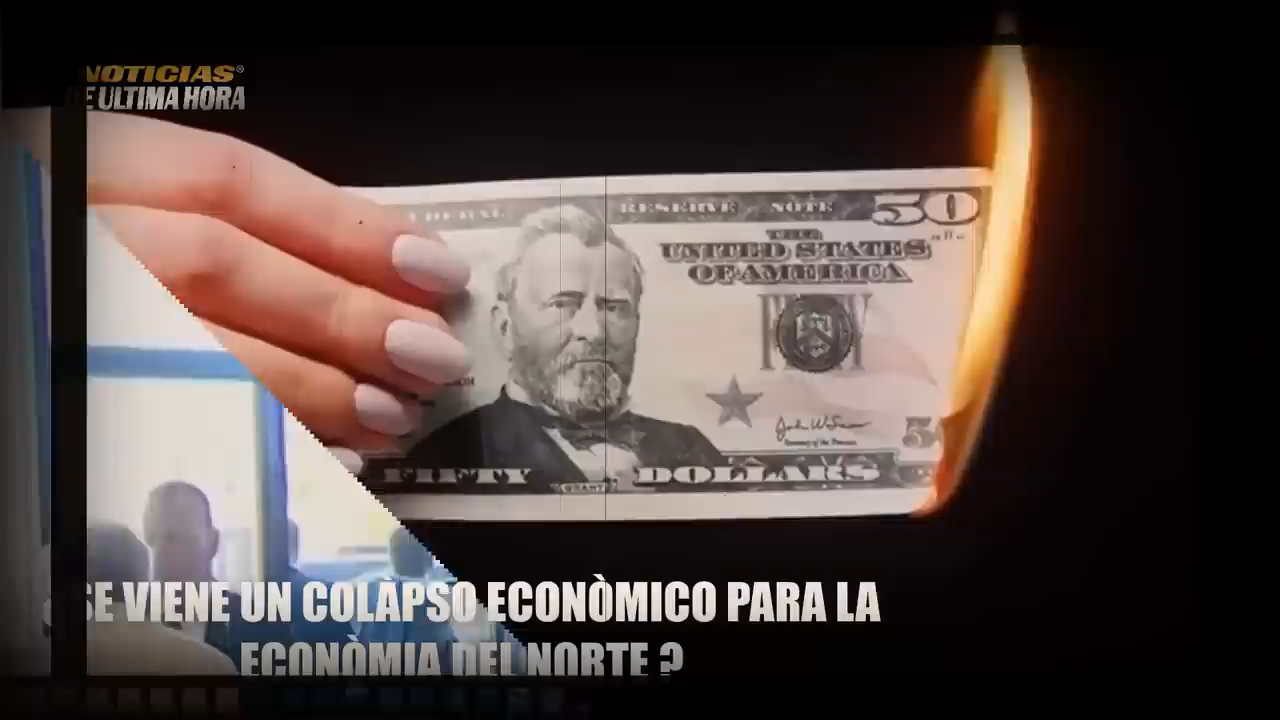 NOTICIAS®
DE ULTIMA HORA
RESERVE NOTE 50
THE
UNITED STATES
OF AMERICA
FIFTY DOLLARS
SE VIENE UN COLÀPSO ECONÒMICO PARA LA
ECONÒMIA DEL NORTE ?